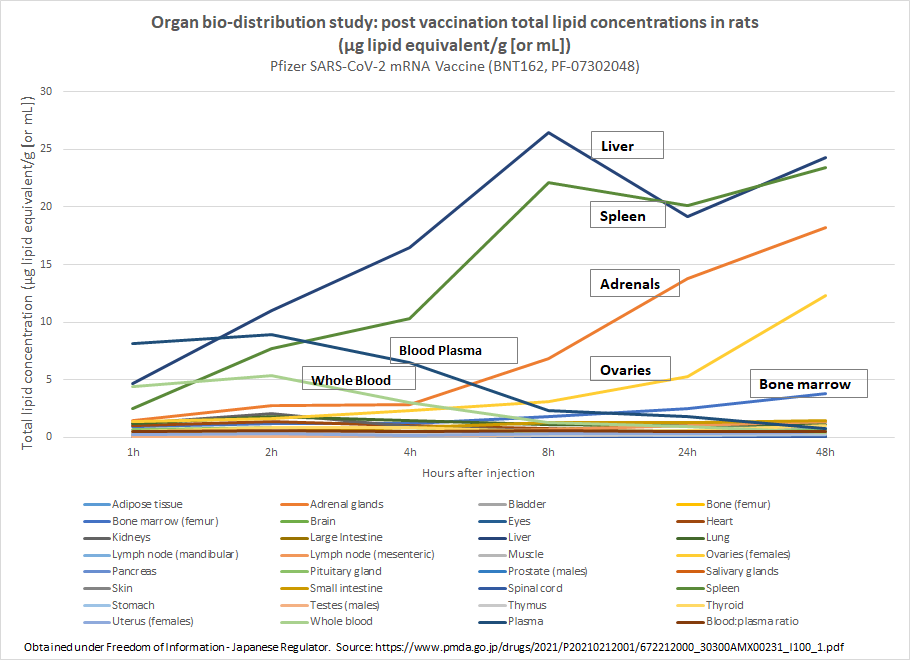 Organ bio-distribution study: post vaccination total lipid concentrations in rats
(µg lipid equivalent/g [or mL])
Pfizer SARS-CoV-2 mRNA Vaccine (BNT162, PF-07302048)
Total lipid concentration (µg lipid equivalent/g [or mL])
30
25
20
15
10
5
0
Liver
Spleen
Adrenals
Blood Plasma
Ovaries
Whole Blood
Bone marrow
1h 2h 4h 8h 24h 48h
Hours after injection
Adipose tissue Adrenal glands Bladder Bone (femur)
Bone marrow (femur) Brain Eyes Heart
Kidneys Large Intestine Liver Lung
Lymph node (mandibular) Lymph node (mesenteric) Muscle Ovaries (females)
Pancreas Pituitary gland Prostate (males) Salivary glands
Skin Small intestine Spinal cord Spleen
Stomach Testes (males) Thymus Thyroid
Uterus (females) Whole blood Plasma Blood:plasma ratio
Obtained under Freedom of Information - Japanese Regulator. Source: https://www.pmda.go.jp/drugs/2021/P20210212001/672212000_30300AMX00231_I100_1.pdf